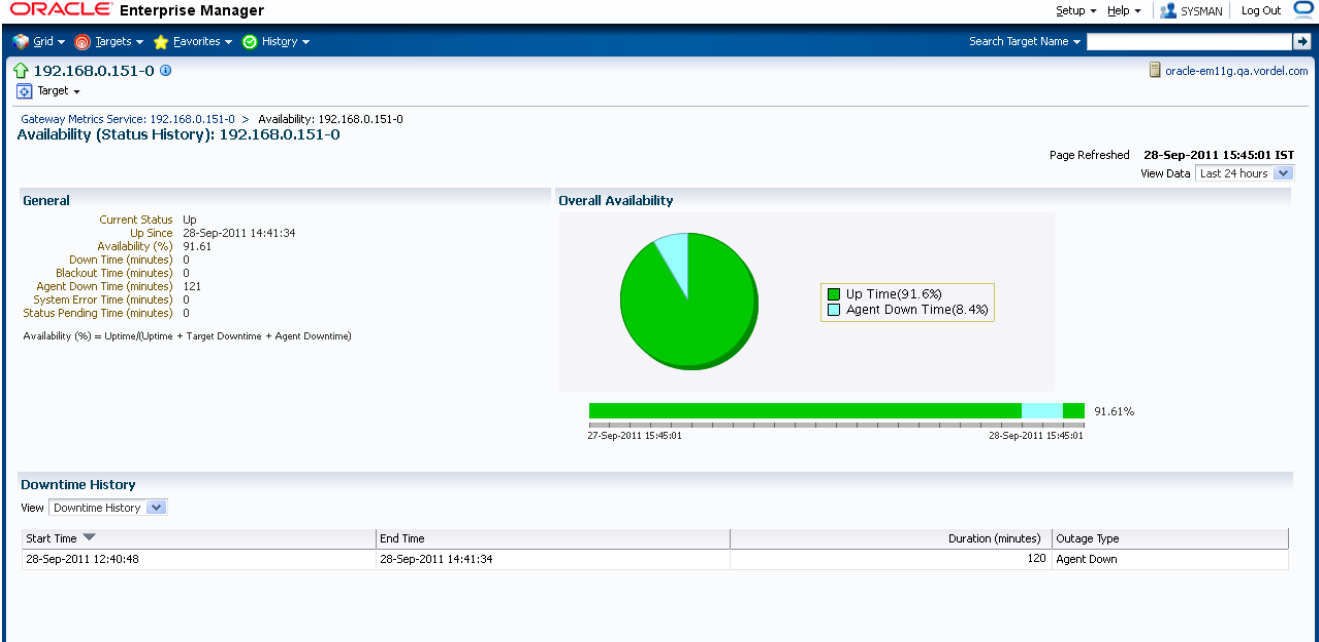 ORACLE Enterprise Manager
Setup Help SYSMAN Log Out
Grid Targets Favorites History Search Target Name
192.168.0.151-0 oracle-em11g.qa.vordel.com
Target
Gateway Metrics Service: 192.168.0.151-0 > Availability: 192.168.0.151-0
Availability (Status History): 192.168.0.151-0
Page Refreshed 28-Sep-2011 15:45:01 IST
View Data Last 24 hours
General
Current Status Up
Up Since 28-Sep-2011 14:41:34
Availability (%) 91.61
Down Time (minutes) 0
Blackout Time (minutes) 0
Agent Down Time (minutes) 121
System Error Time (minutes) 0
Status Pending Time (minutes) 0
Availability (%) = Uptime/(Uptime + Target Downtime + Agent Downtime)
Overall Availability
Up Time(91.6%)
Agent Down Time(8.4%)
91.61%
27-Sep-2011 15:45:01 28-Sep-2011 15:45:01
Downtime History
View Downtime History
Start Time End Time Duration (minutes) Outage Type
28-Sep-2011 12:40:48 28-Sep-2011 14:41:34 120 Agent Down